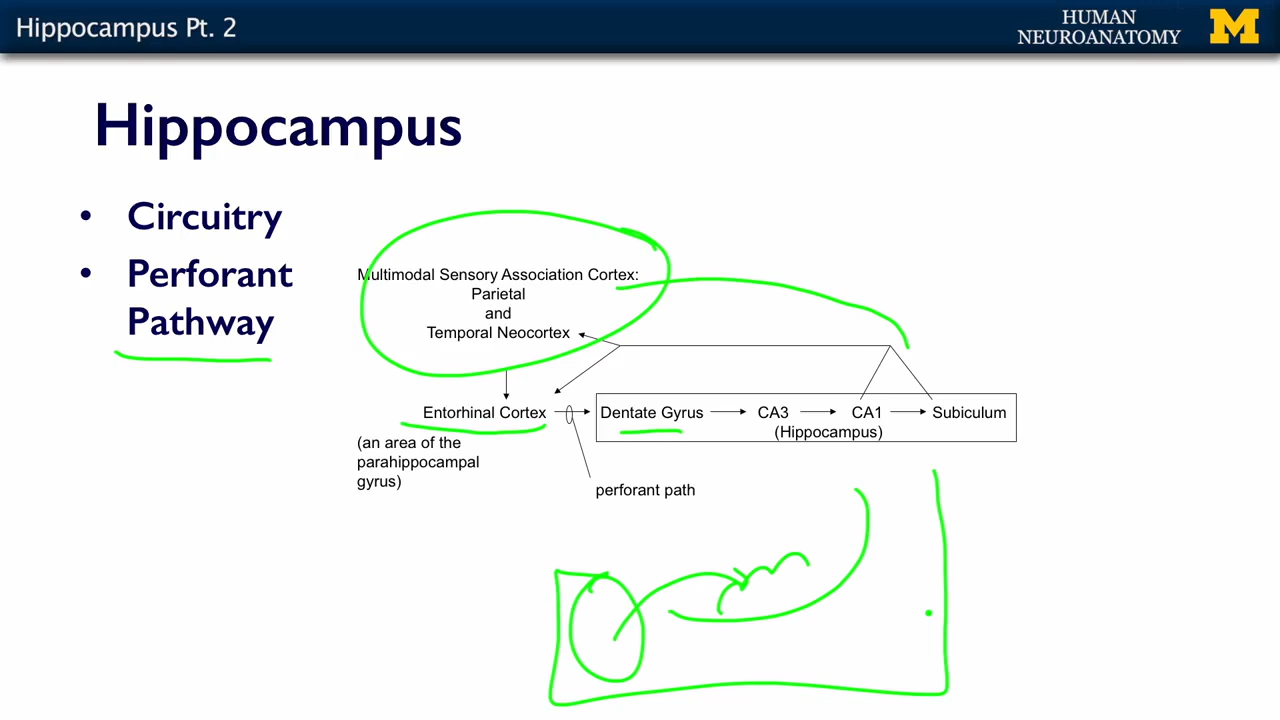 Hippocampus Pt. 2
HUMAN
NEUROANATOMY
M
Hippocampus
• Circuitry
• Perforant
Pathway
Multimodal Sensory Association Cortex:
Parietal
and
Temporal Neocortex
Entorhinal Cortex
(an area of the
parahippocampal
gyrus)
Dentate Gyrus
CA3
CA1
Subiculum
(Hippocampus)
perforant path